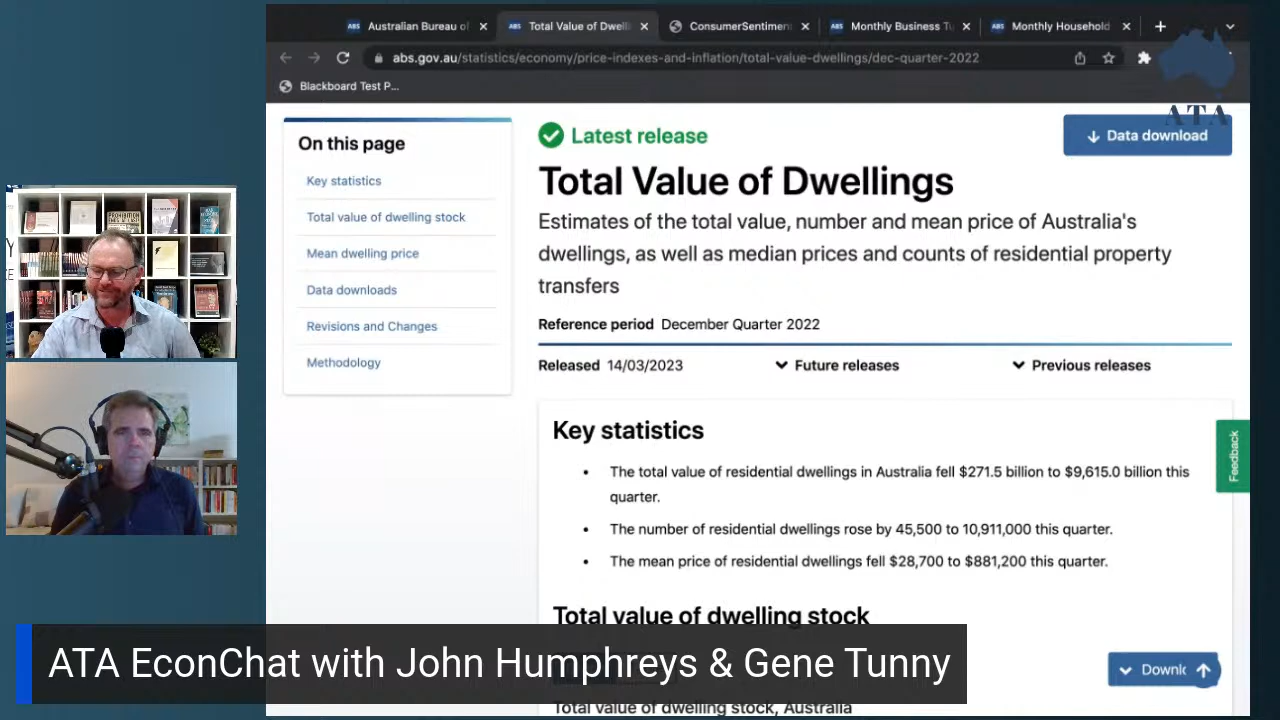 Australian Bureau of
Total Value of Dwelli
ConsumerSentimen
Monthly Business Tu
Monthly Household
abs.gov.au/statistics/economy/price-indexes-and-inflation/total-value-dwellings/dec-quarter-2022
Blackboard Test P...
ATA
On this page
Key statistics
Total value of dwelling stock
Mean dwelling price
Data downloads
Revisions and Changes
Methodology
Latest release
Data download
Total Value of Dwellings
Estimates of the total value, number and mean price of Australia's
dwellings, as well as median prices and counts of residential property
transfers
Reference period December Quarter 2022
Released 14/03/2023
Future releases
Previous releases
Key statistics
• The total value of residential dwellings in Australia fell $271.5 billion to $9,615.0 billion this
quarter.
• The number of residential dwellings rose by 45,500 to 10,911,000 this quarter.
• The mean price of residential dwellings fell $28,700 to $881,200 this quarter.
Feedback
Total value of dwelling stock
Downlo
Total value of dwelling stock, Australia
ATA EconChat with John Humphreys & Gene Tunny